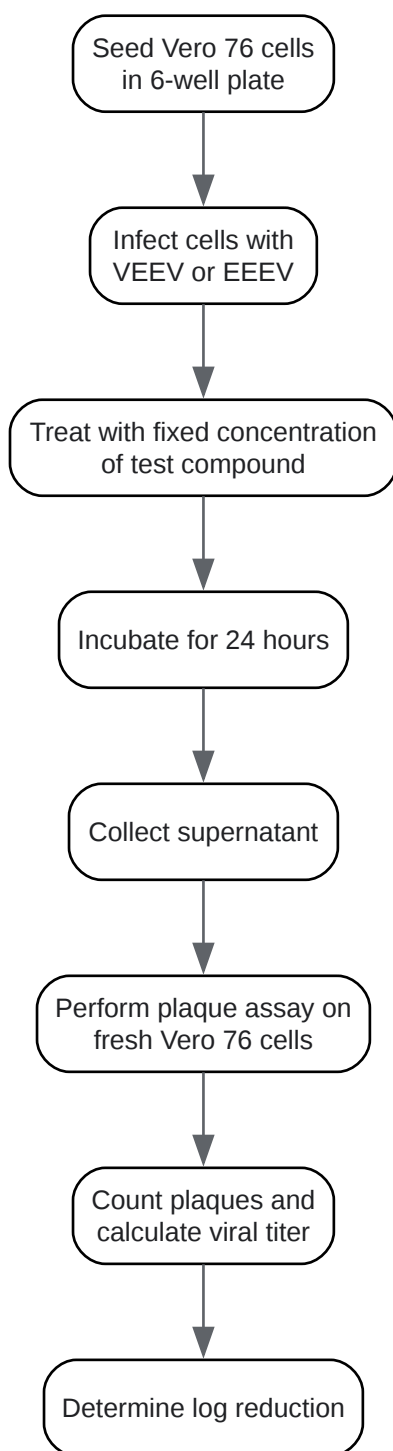 Seed Vero 76 cells
in 6-well plate
Infect cells with
VEEV or EEEV
Treat with fixed concentration
of test compound
Incubate for 24 hours
Collect supernatant
Perform plaque assay on
fresh Vero 76 cells
Count plaques and
calculate viral titer
Determine log reduction